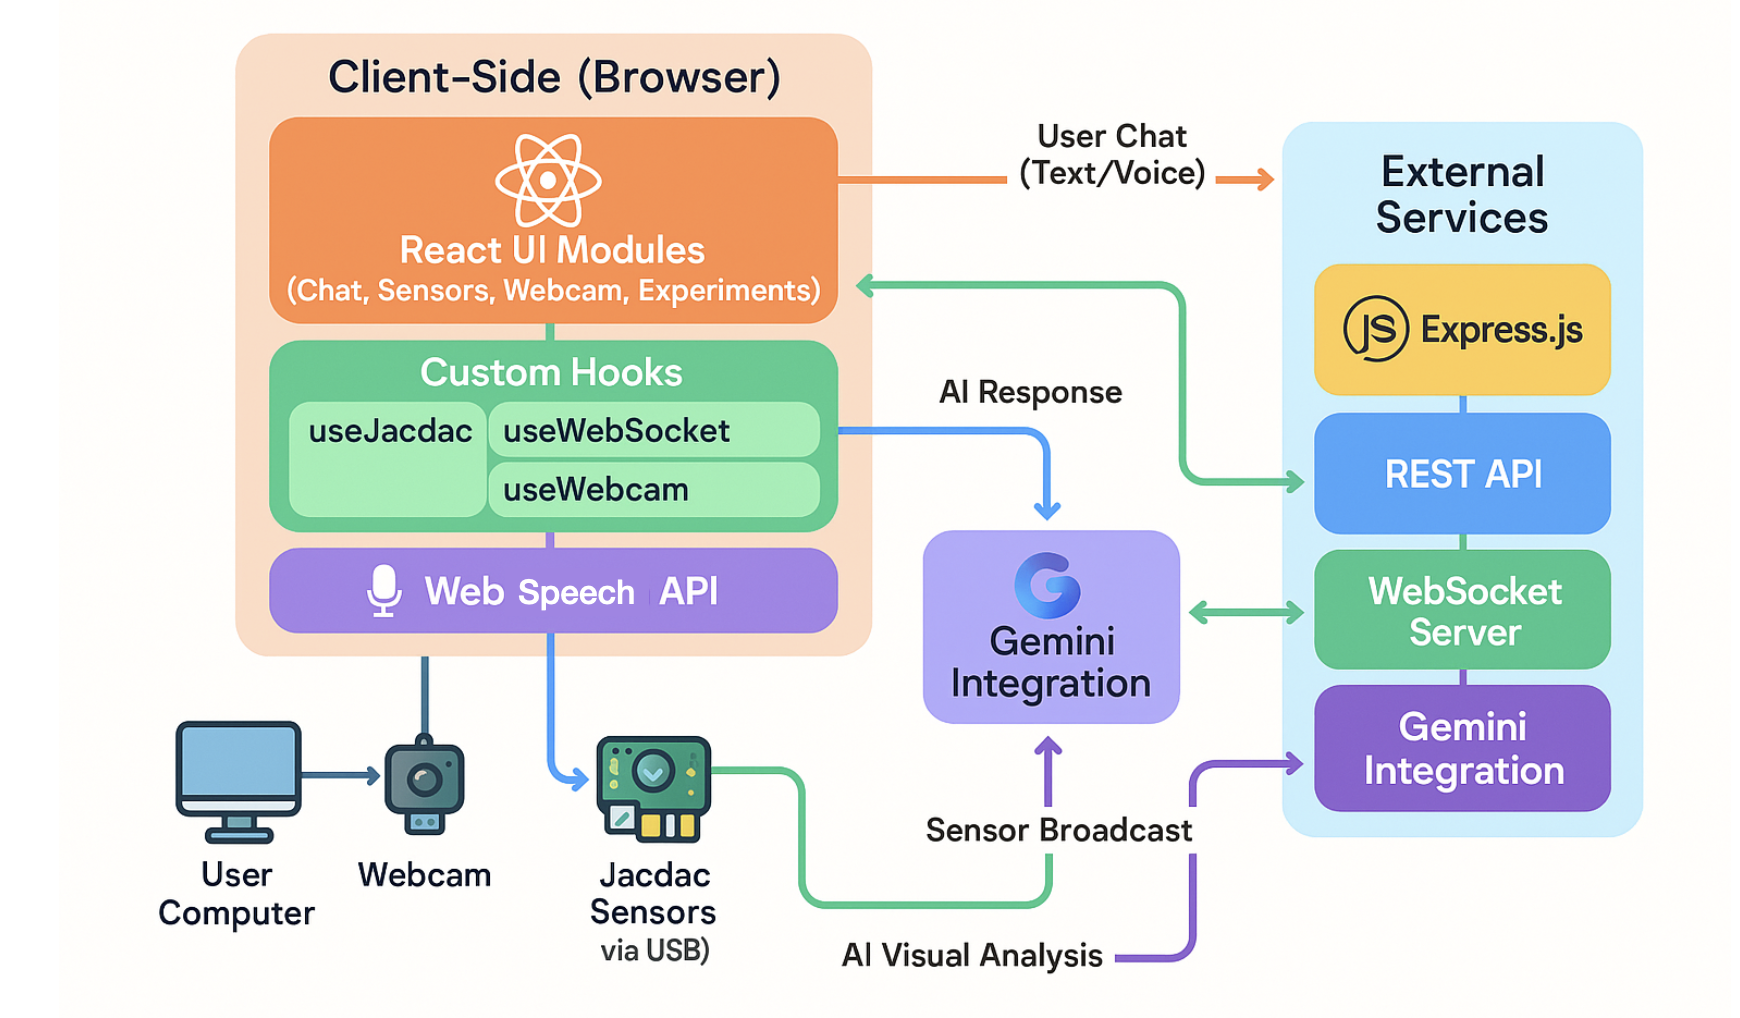 Client-Side (Browser)
React UI Modules
(Chat, Sensors, Webcam, Experiments)
Custom Hooks
useJacdac
useWebSocket
useWebcam
Web Speech API
User Chat
(Text/Voice)
AI Response
External
Services
JS Express.js
REST API
WebSocket
Server
Gemini
Integration
G
Gemini
Integration
Sensor Broadcast
AI Visual Analysis
User
Computer
Webcam
Jacdac
Sensors
via USB)